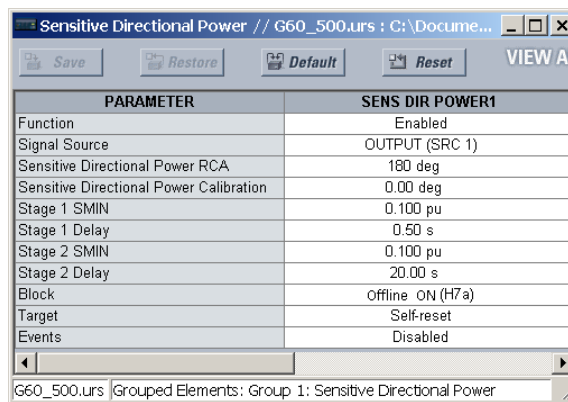 Sensitive Directional Power // G60_500.urs : C:\Docume...
Save Restore Default Reset VIEW A
PARAMETER SENS DIR POWER1
Function Enabled
Signal Source OUTPUT (SRC 1)
Sensitive Directional Power RCA 180 deg
Sensitive Directional Power Calibration 0.00 deg
Stage 1 SMIN 0.100 pu
Stage 1 Delay 0.50 s
Stage 2 SMIN 0.100 pu
Stage 2 Delay 20.00 s
Block Offline ON (H7a)
Target Self-reset
Events Disabled
G60_500.urs Grouped Elements: Group 1: Sensitive Directional Power